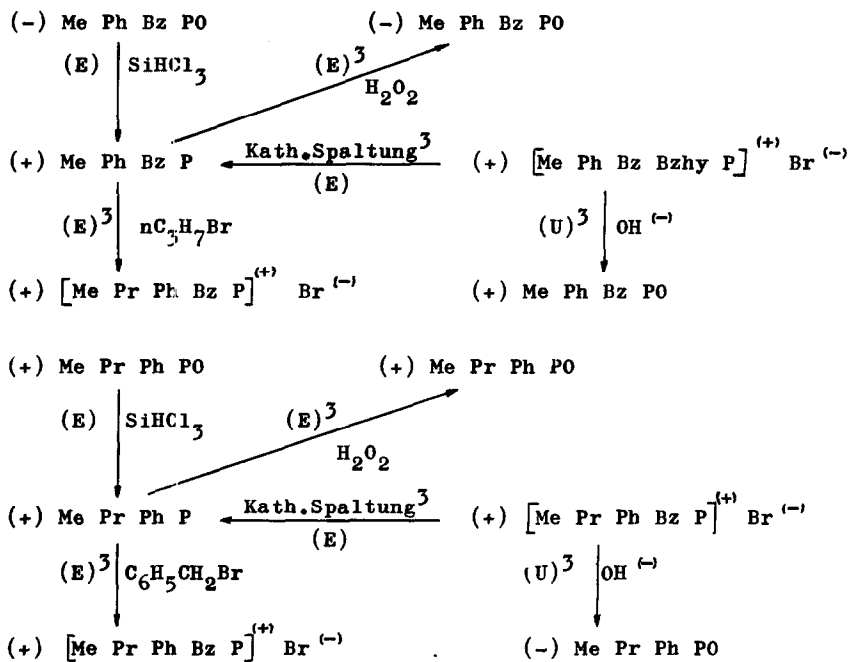 (-) Me Ph Bz PO (-) Me Ph Bz PO
(E) SiHCl3 (E)3 H2O2
(+) Me Ph Bz P Kath.Spaltung3 (E) (+) [Me Ph Bz Bzhy P](+) Br(-)
(E)3 nC3H7Br (U)3 OH(-)
(+) [Me Pr Ph Bz P](+) Br(-) (+) Me Ph Bz PO
(+) Me Pr Ph PO (+) Me Pr Ph PO
(E) SiHCl3 (E)3 H2O2
(+) Me Pr Ph P Kath.Spaltung3 (E) (+) [Me Pr Ph Bz P](+) Br(-)
(E)3 C6H5CH2Br (U)3 OH(-)
(+) [Me Pr Ph Bz P](+) Br(-) (-) Me Pr Ph PO